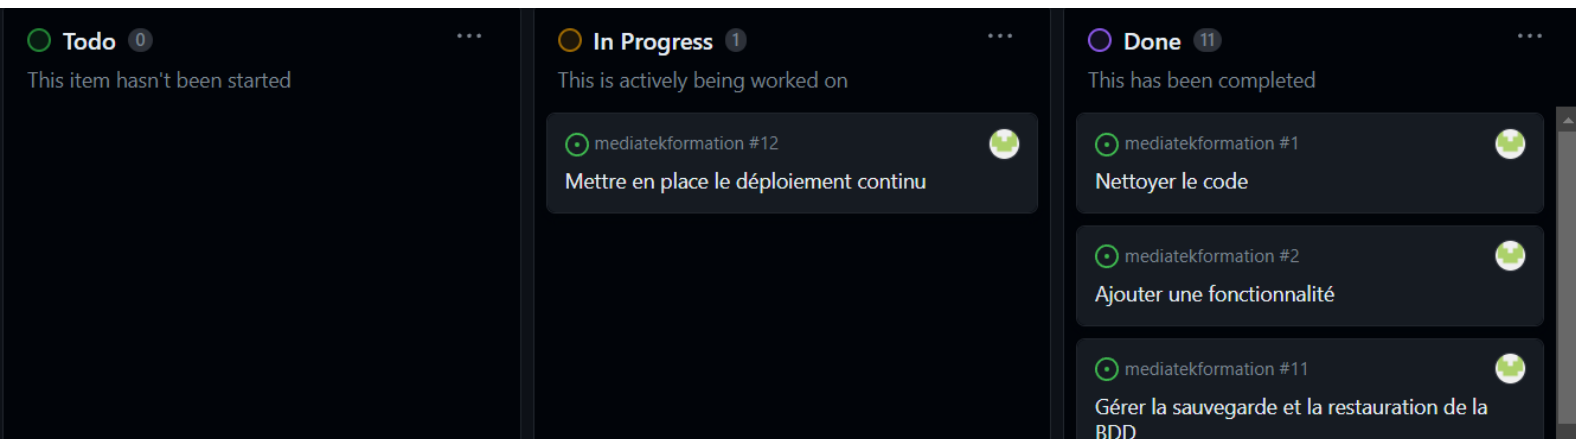 Todo 0
This item hasn't been started
In Progress 1
This is actively being worked on
mediatekformation #12
Mettre en place le déploiement continu
Done 11
This has been completed
mediatekformation #1
Nettoyer le code
mediatekformation #2
Ajouter une fonctionnalité
mediatekformation #11
Gérer la sauvegarde et la restauration de la
BDD